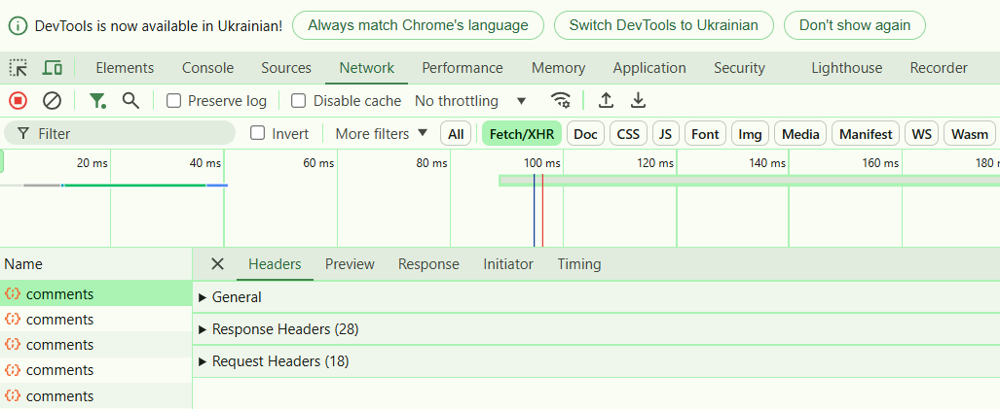 DevTools is now available in Ukrainian! Always match Chrome's language Switch DevTools to Ukrainian Don't show again
Elements Console Sources Network Performance Memory Application Security Lighthouse Recorder
Preserve log Disable cache No throttling
Filter Invert More filters All Fetch/XHR Doc CSS JS Font Img Media Manifest WS Wasm
20 ms 40 ms 60 ms 80 ms 100 ms 120 ms 140 ms 160 ms 180 m
Name Headers Preview Response Initiator Timing
comments General
comments Response Headers (28)
comments Request Headers (18)
comments
comments